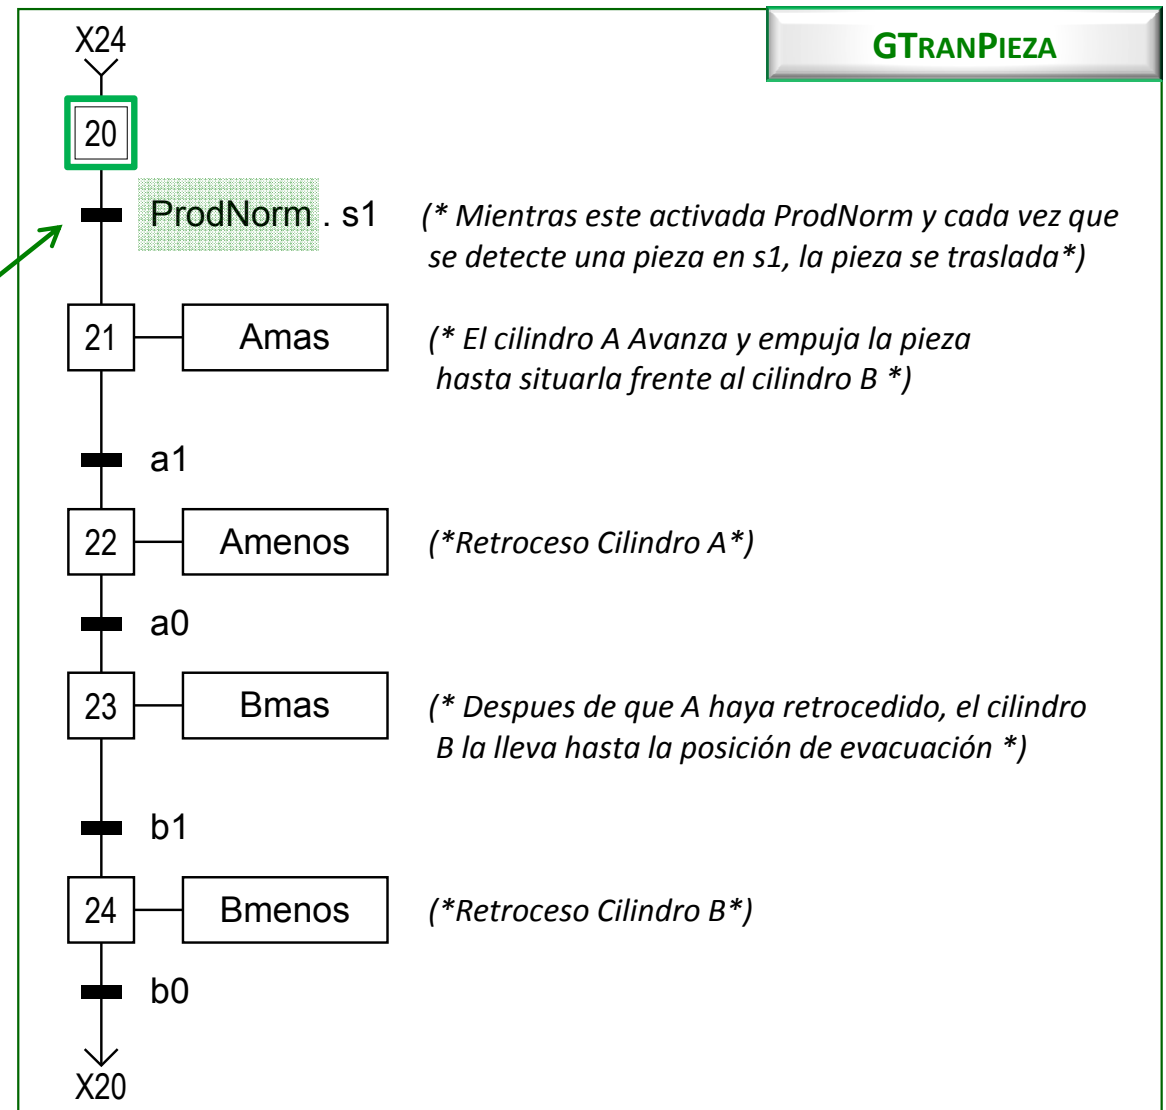 X24
GTRANPIEZA
20
ProdNorm . s1
(* Mientras este activada ProdNorm y cada vez que
se detecte una pieza en s1, la pieza se traslada*)
21
Amas
(* El cilindro A Avanza y empuja la pieza
hasta situarla frente al cilindro B *)
a1
22
Amenos
(*Retroceso Cilindro A*)
a0
23
Bmas
(* Despues de que A haya retrocedido, el cilindro
B la lleva hasta la posición de evacuación *)
b1
24
Bmenos
(*Retroceso Cilindro B*)
b0
X20